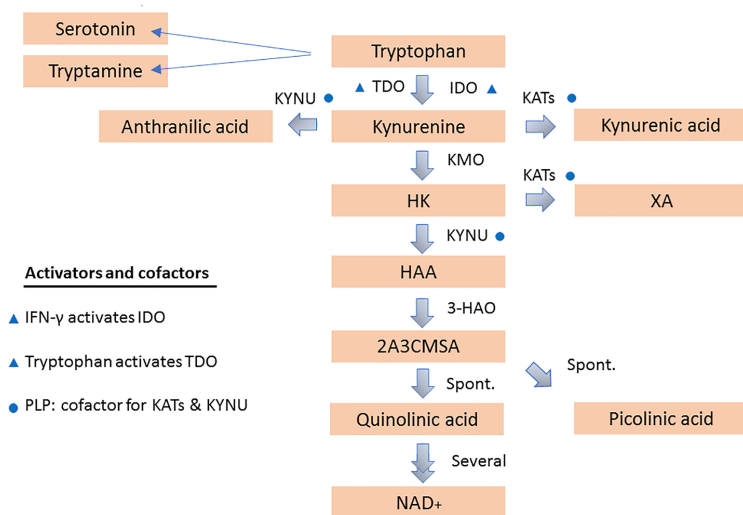 Serotonin
Tryptophan
Tryptamine
TDO
IDO
KYNU
KATs
Anthranilic acid
Kynurenine
Kynurenic acid
KMO
KATs
HK
XA
KYNU
Activators and cofactors
HAA
IFN-γ activates IDO
3-HAO
2A3CMSA
Tryptophan activates TDO
Spont.
Spont.
PLP: cofactor for KATs & KYNU
Quinolinic acid
Picolinic acid
Several
NAD+